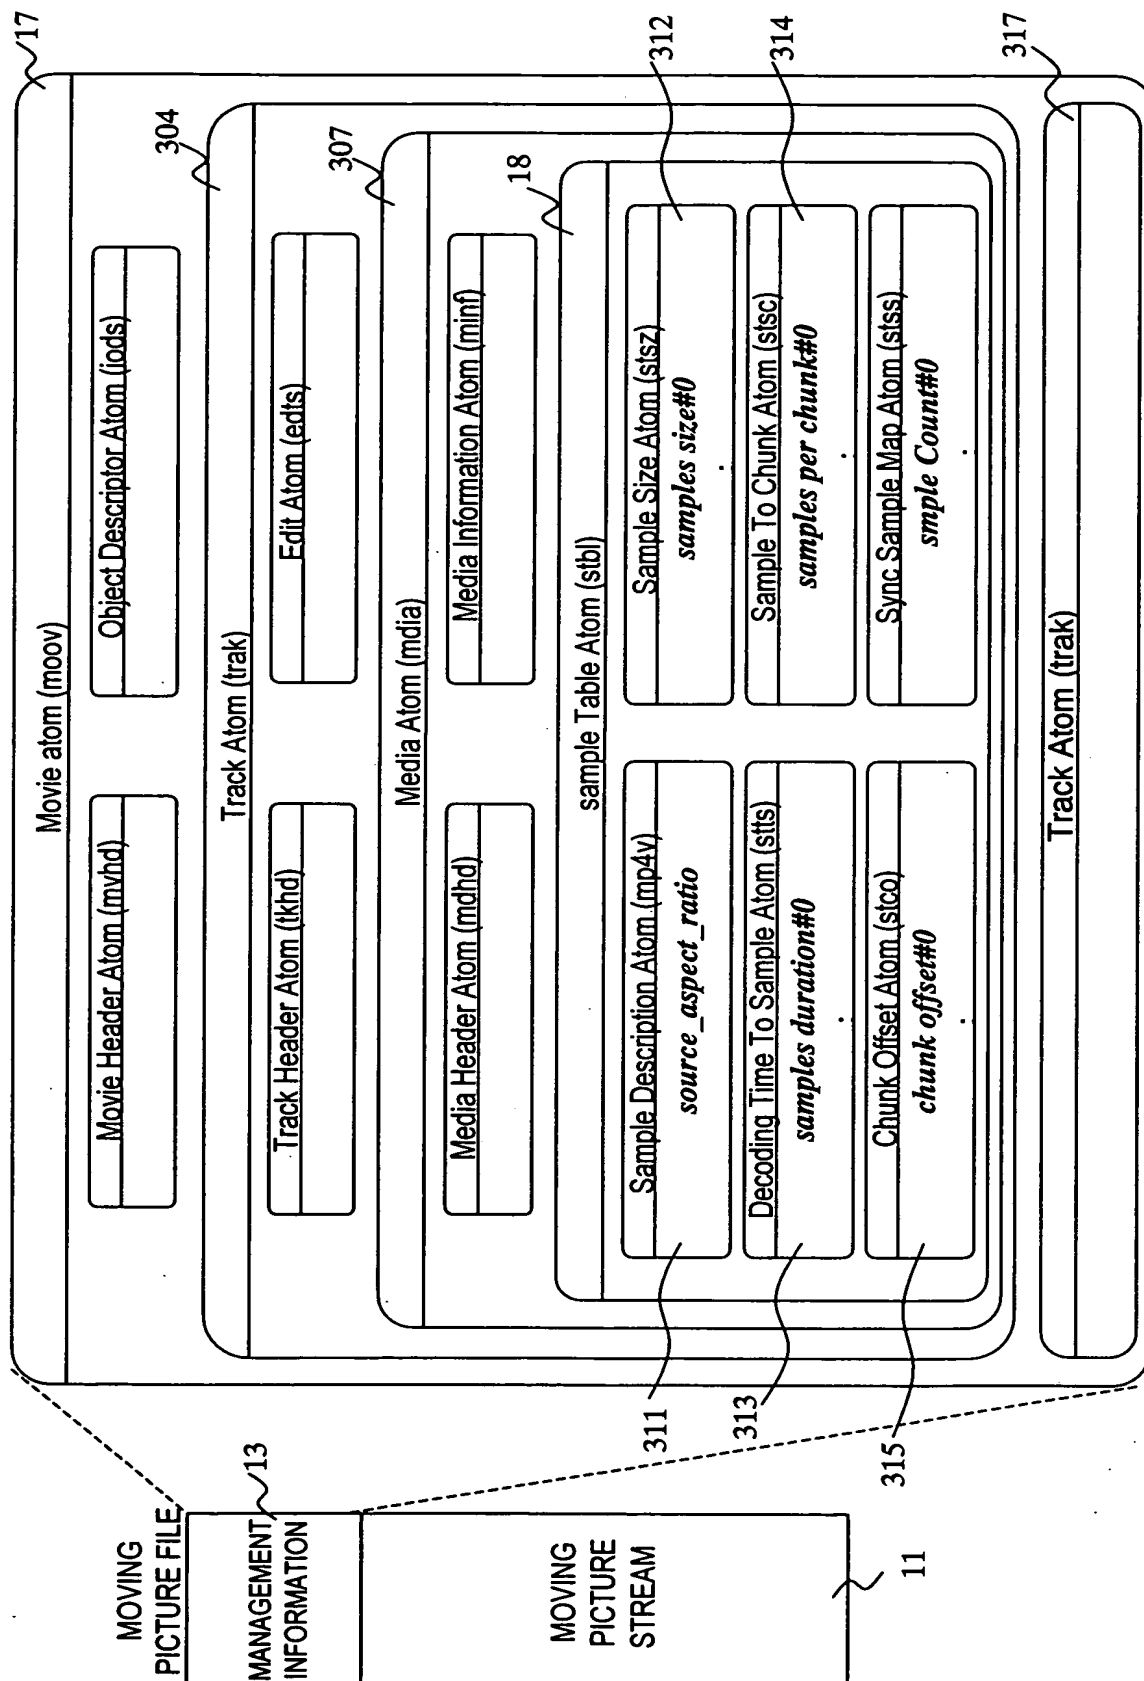 MOVING
PICTURE FILE
MANAGEMENT
INFORMATION
13
MOVING
PICTURE
STREAM
11
Movie atom (moov)
17
Movie Header Atom (mvhd)
Object Descriptor Atom (iods)
Track Atom (trak)
304
Track Header Atom (tkhd)
Edit Atom (edts)
Media Atom (mdia)
307
Media Header Atom (mdhd)
Media Information Atom (minf)
sample Table Atom (stbl)
18
Sample Description Atom (mp4v)
source_aspect_ratio
311
Sample Size Atom (stsz)
samples size#0
.
312
Decoding Time To Sample Atom (stts)
samples duration#0
.
313
Sample To Chunk Atom (stsc)
samples per chunk#0
.
314
Chunk Offset Atom (stco)
chunk offset#0
.
315
Sync Sample Map Atom (stss)
smple Count#0
.
Track Atom (trak)
317